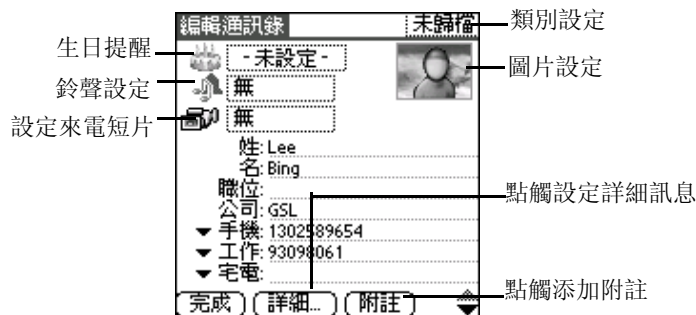 編輯通訊錄
未歸檔
類別設定
生日提醒
-未設定-
圖片設定
鈴聲設定
無
設定來電短片
無
姓: Lee
名: Bing
職位:
公司: GSL
手機: 1302589654
工作: 93098061
宅電:
點觸設定詳細訊息
完成
詳細...
附註
點觸添加附註